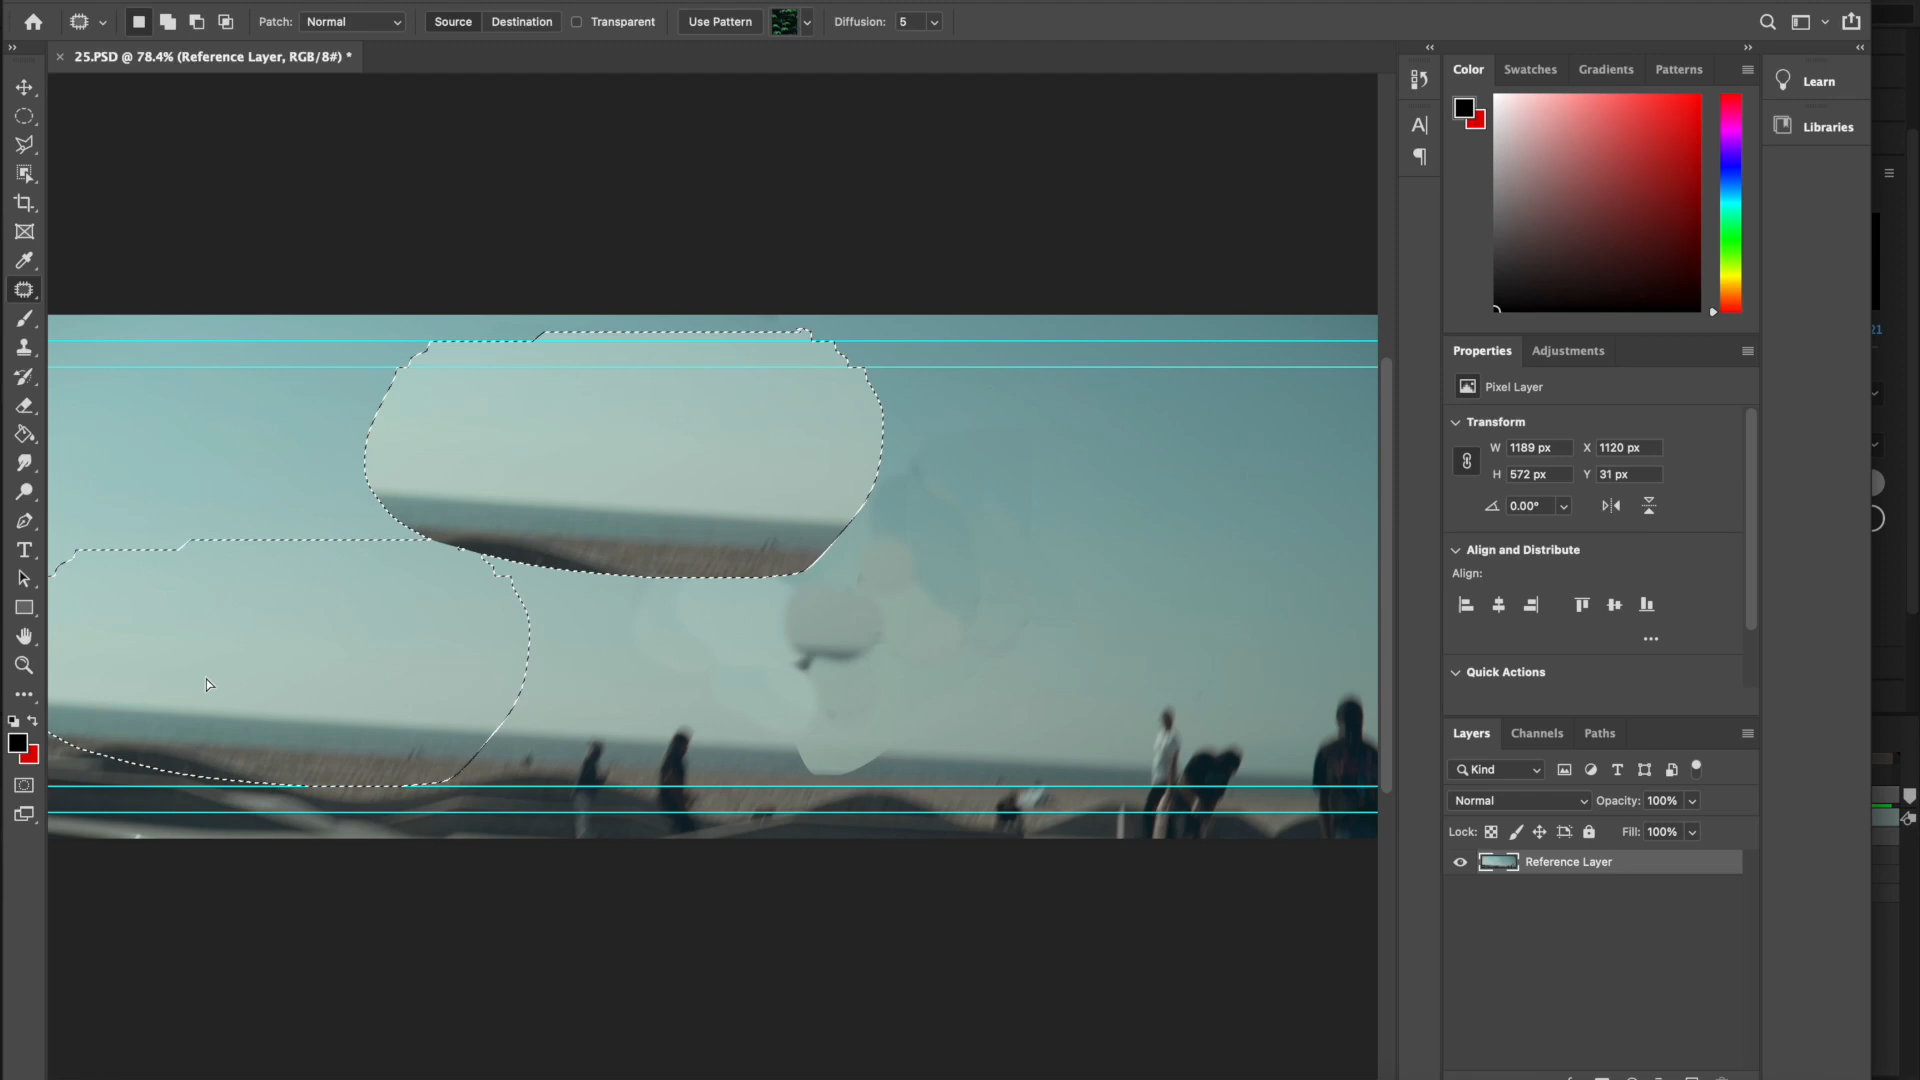 Patch: Normal Source Destination Transparent Use Pattern Diffusion: 5
25.PSD @ 78.4% (Reference Layer, RGB/8#) *
Color Swatches Gradients Patterns
Learn
Libraries
21
Properties Adjustments
Pixel Layer
Transform
W 1189 px X 1120 px
H 572 px Y 31 px
0.00°
Align and Distribute
Align:
Quick Actions
Layers Channels Paths
Kind
Normal Opacity: 100%
Lock: Fill: 100%
Reference Layer